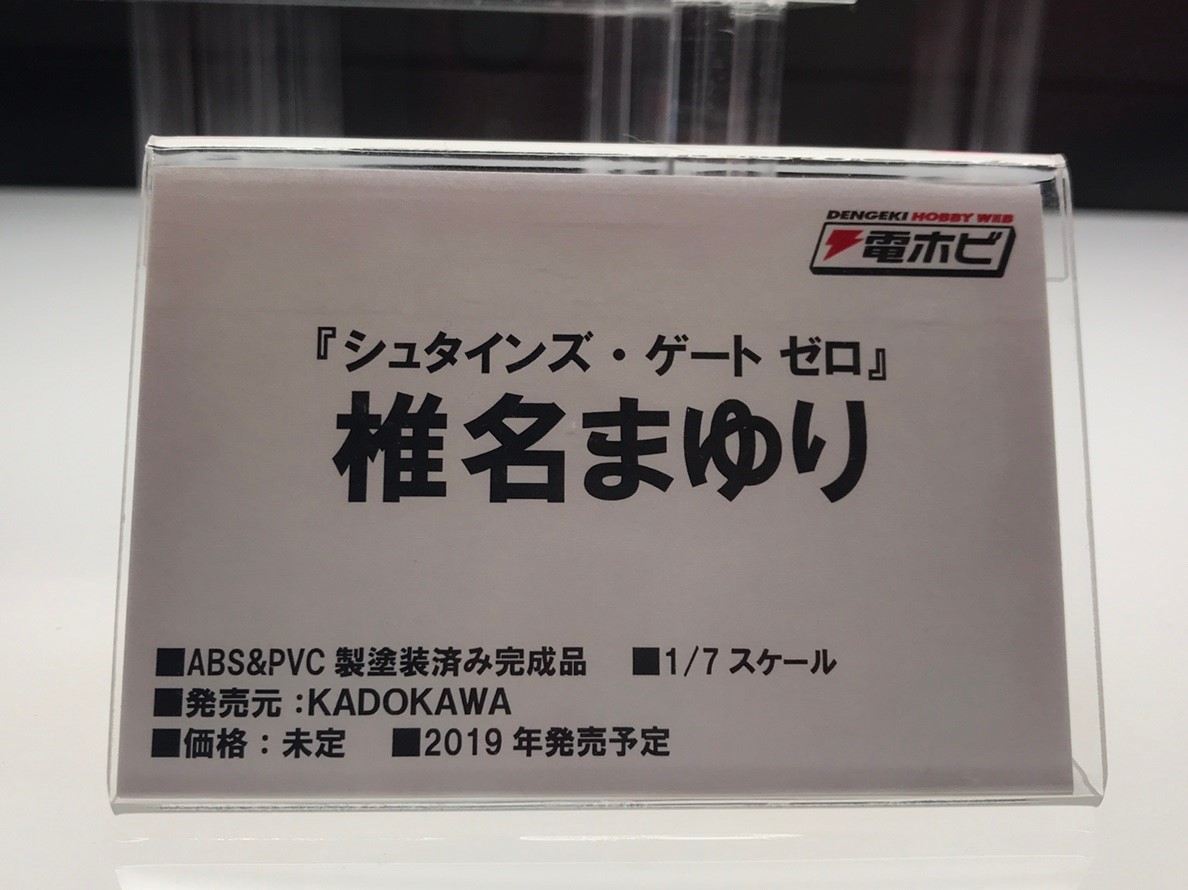 DENGEKI HOBBY WEB
電ホビ
『シュタインズ・ゲート ゼロ』
椎名まゆり
■ABS&PVC 製塗装済み完成品 ■1/7 スケール
■発売元：KADOKAWA
■価格：未定 ■2019 年発売予定